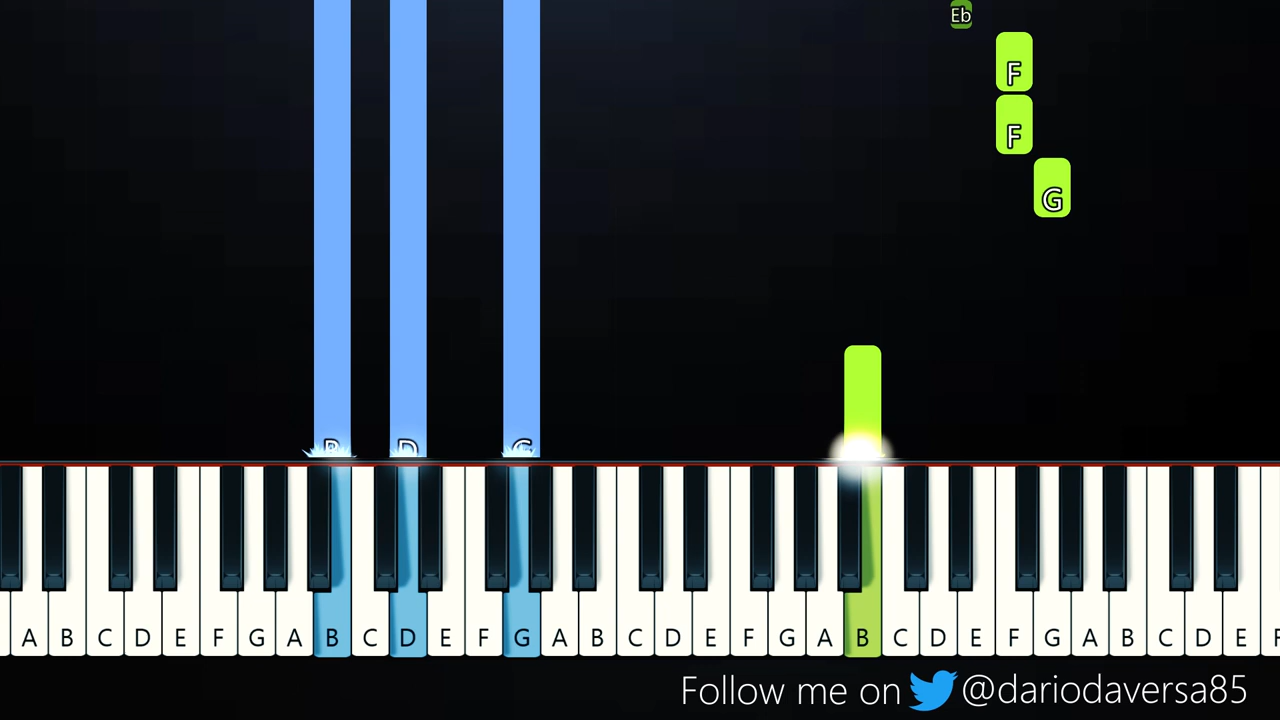 Eb
F
F
G
B D G
A B C D E F G A B C D E F G A B C D E F G A B C D E F G A B C D E F
Follow me on @dariodaversa85